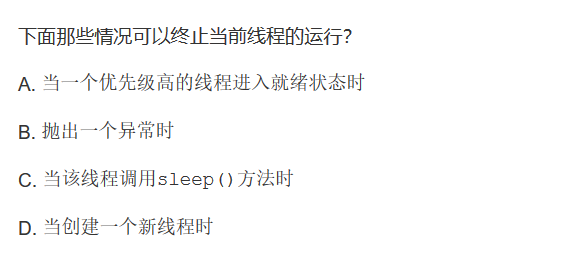 下面那些情况可以终止当前线程的运行？
A. 当一个优先级高的线程进入就绪状态时
B. 抛出一个异常时
C. 当该线程调用sleep()方法时
D. 当创建一个新线程时